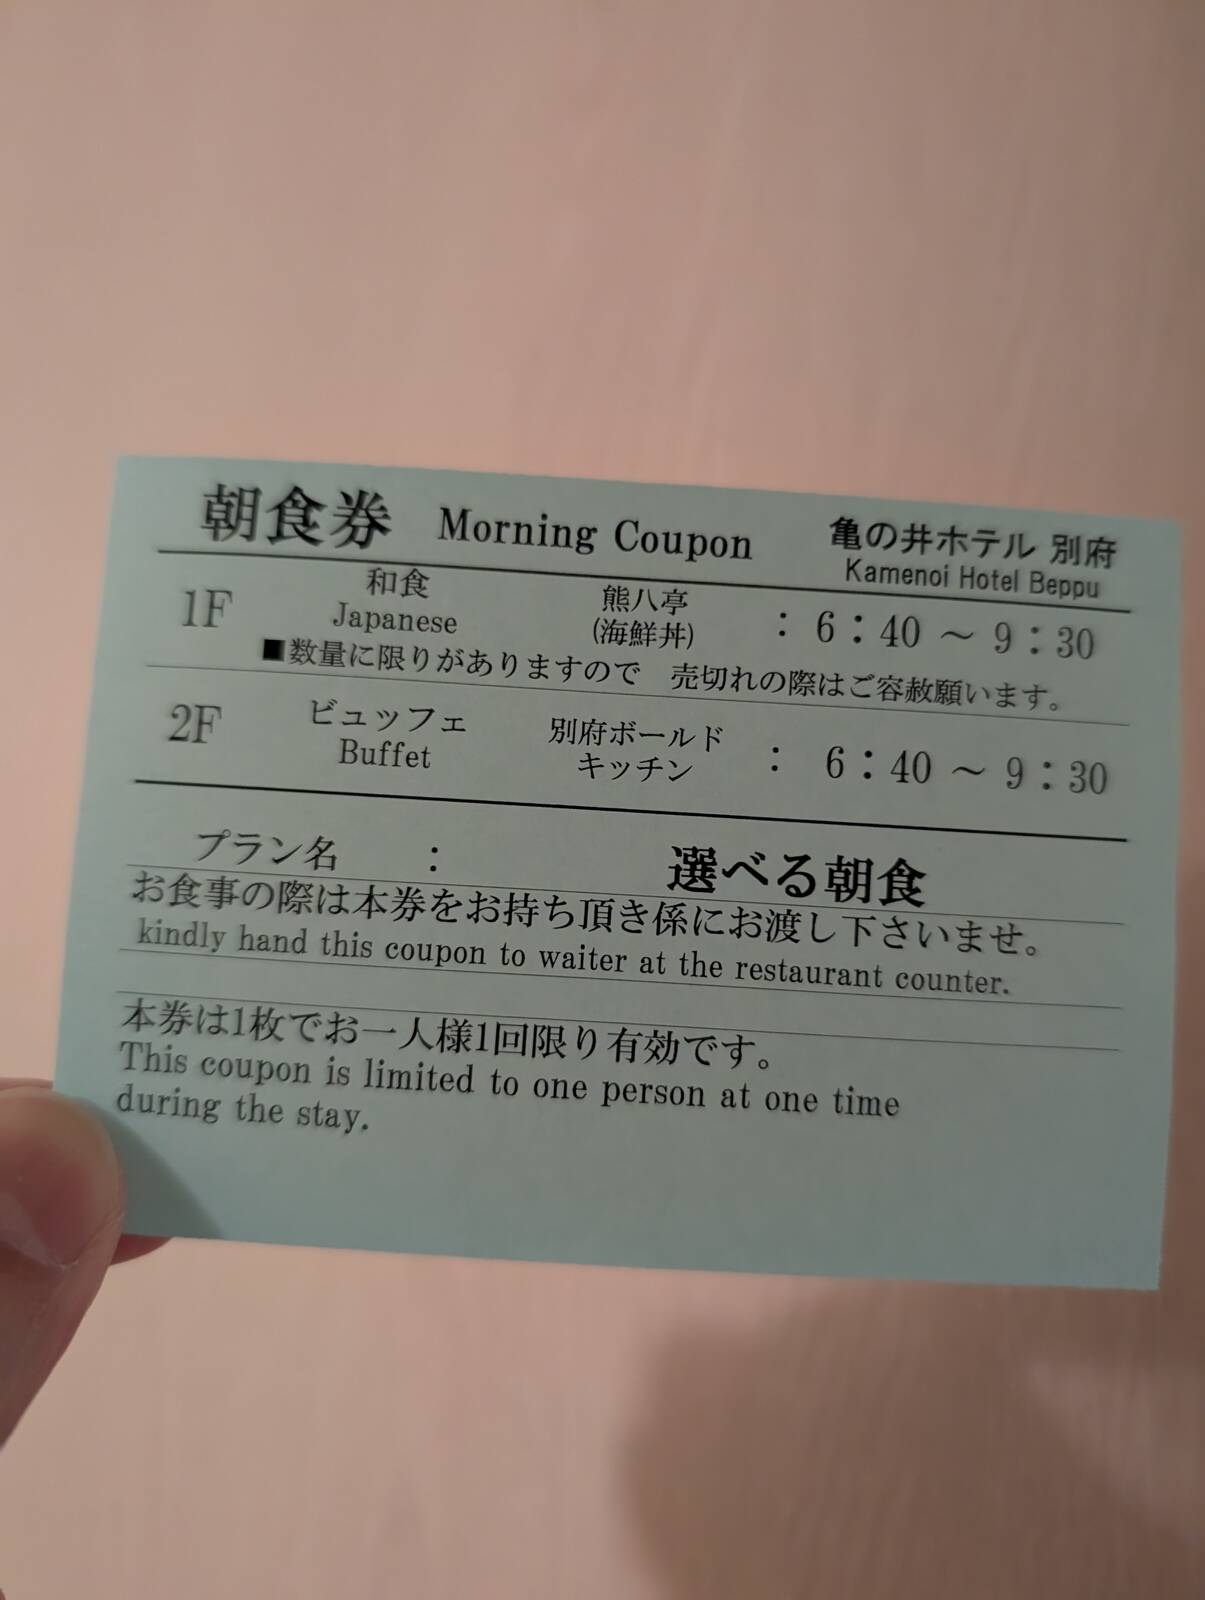 朝食券 Morning Coupon 亀の井ホテル 別府
Kamenoi Hotel Beppu
1F 和食 熊八亭 : 6:40 ～ 9:30
Japanese (海鮮丼)
■数量に限りがありますので 売切れの際はご容赦願います。
2F ビュッフェ 別府ボールド : 6:40 ～ 9:30
Buffet キッチン
プラン名 : 選べる朝食
お食事の際は本券をお持ち頂き係にお渡し下さいませ。
kindly hand this coupon to waiter at the restaurant counter.
本券は1枚でお一人様1回限り有効です。
This coupon is limited to one person at one time
during the stay.